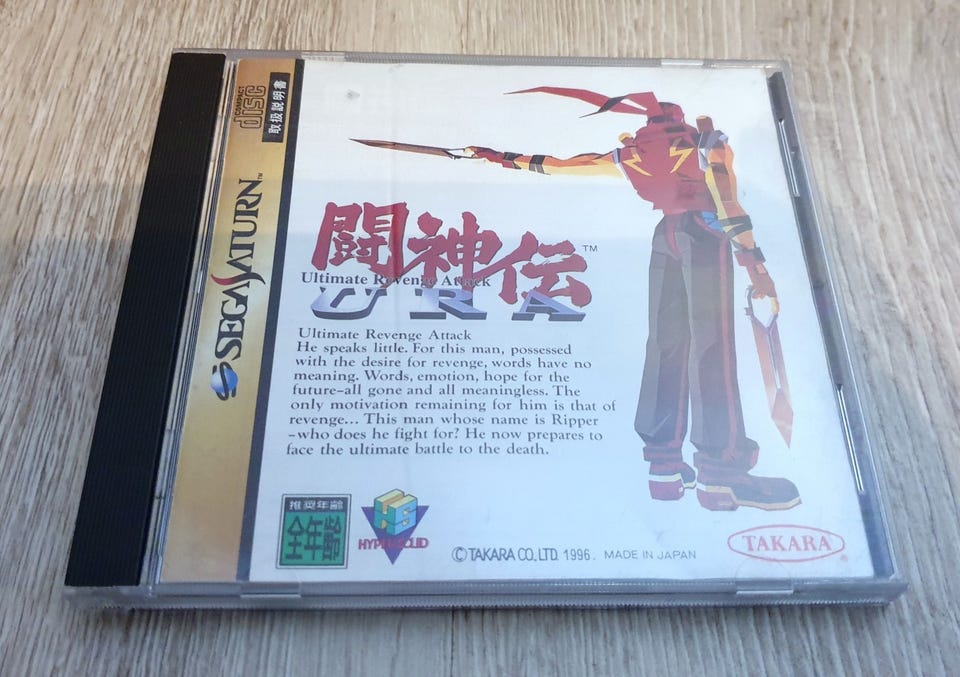 COMPACT
disc
取扱説明書
SEGA SATURN™
闘神伝™
Ultimate Revenge Attack
URA
Ultimate Revenge Attack
He speaks little. For this man, possessed
with the desire for revenge, words have no
meaning. Words, emotion, hope for the
future–all gone and all meaningless. The
only motivation remaining for him is that of
revenge... This man whose name is Ripper
–who does he fight for? He now prepares to
face the ultimate battle to the death.
推奨年齢
全年齢
HS
HYPERSOLID
©TAKARA CO.,LTD. 1996. MADE IN JAPAN
TAKARA®